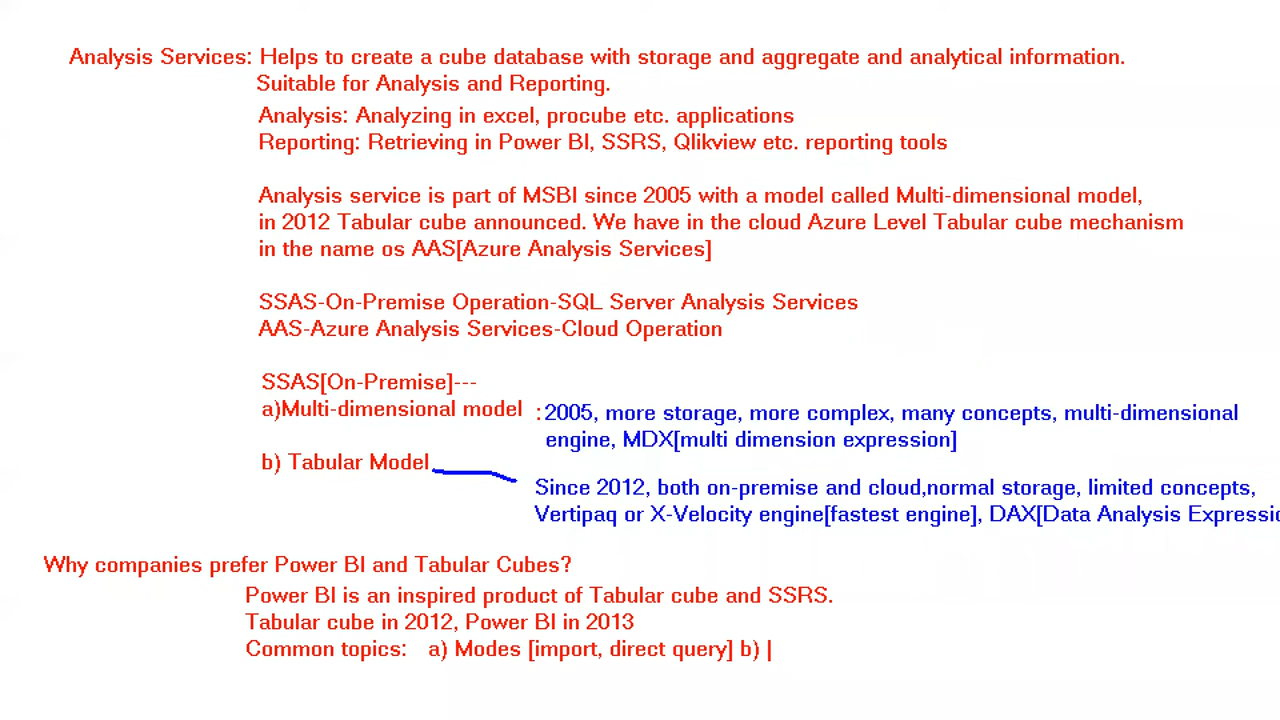 Analysis Services: Helps to create a cube database with storage and aggregate and analytical information.
Suitable for Analysis and Reporting.
Analysis: Analyzing in excel, procube etc. applications
Reporting: Retrieving in Power BI, SSRS, Qlikview etc. reporting tools
Analysis service is part of MSBI since 2005 with a model called Multi-dimensional model,
in 2012 Tabular cube announced. We have in the cloud Azure Level Tabular cube mechanism
in the name os AAS[Azure Analysis Services]
SSAS-On-Premise Operation-SQL Server Analysis Services
AAS-Azure Analysis Services-Cloud Operation
SSAS[On-Premise]---
a)Multi-dimensional model :2005, more storage, more complex, many concepts, multi-dimensional
engine, MDX[multi dimension expression]
b) Tabular Model
Since 2012, both on-premise and cloud,normal storage, limited concepts,
Vertipaq or X-Velocity engine[fastest engine], DAX[Data Analysis Expressio
Why companies prefer Power BI and Tabular Cubes?
Power BI is an inspired product of Tabular cube and SSRS.
Tabular cube in 2012, Power BI in 2013
Common topics: a) Modes [import, direct query] b)